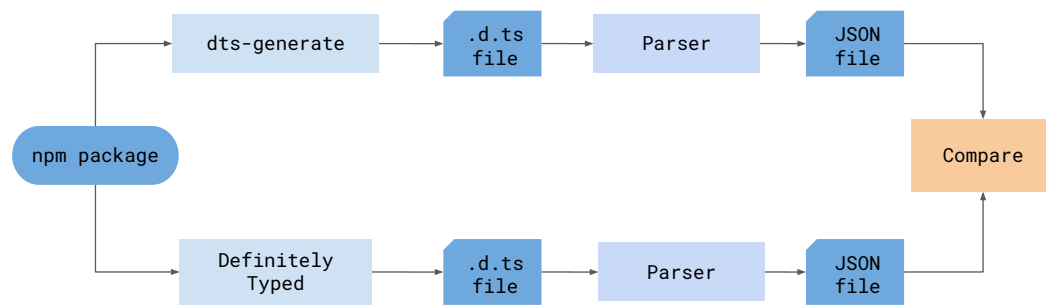 dts-generate
.d.ts
file
Parser
JSON
file
npm package
Compare
Definitely
Typed
.d.ts
file
Parser
JSON
file